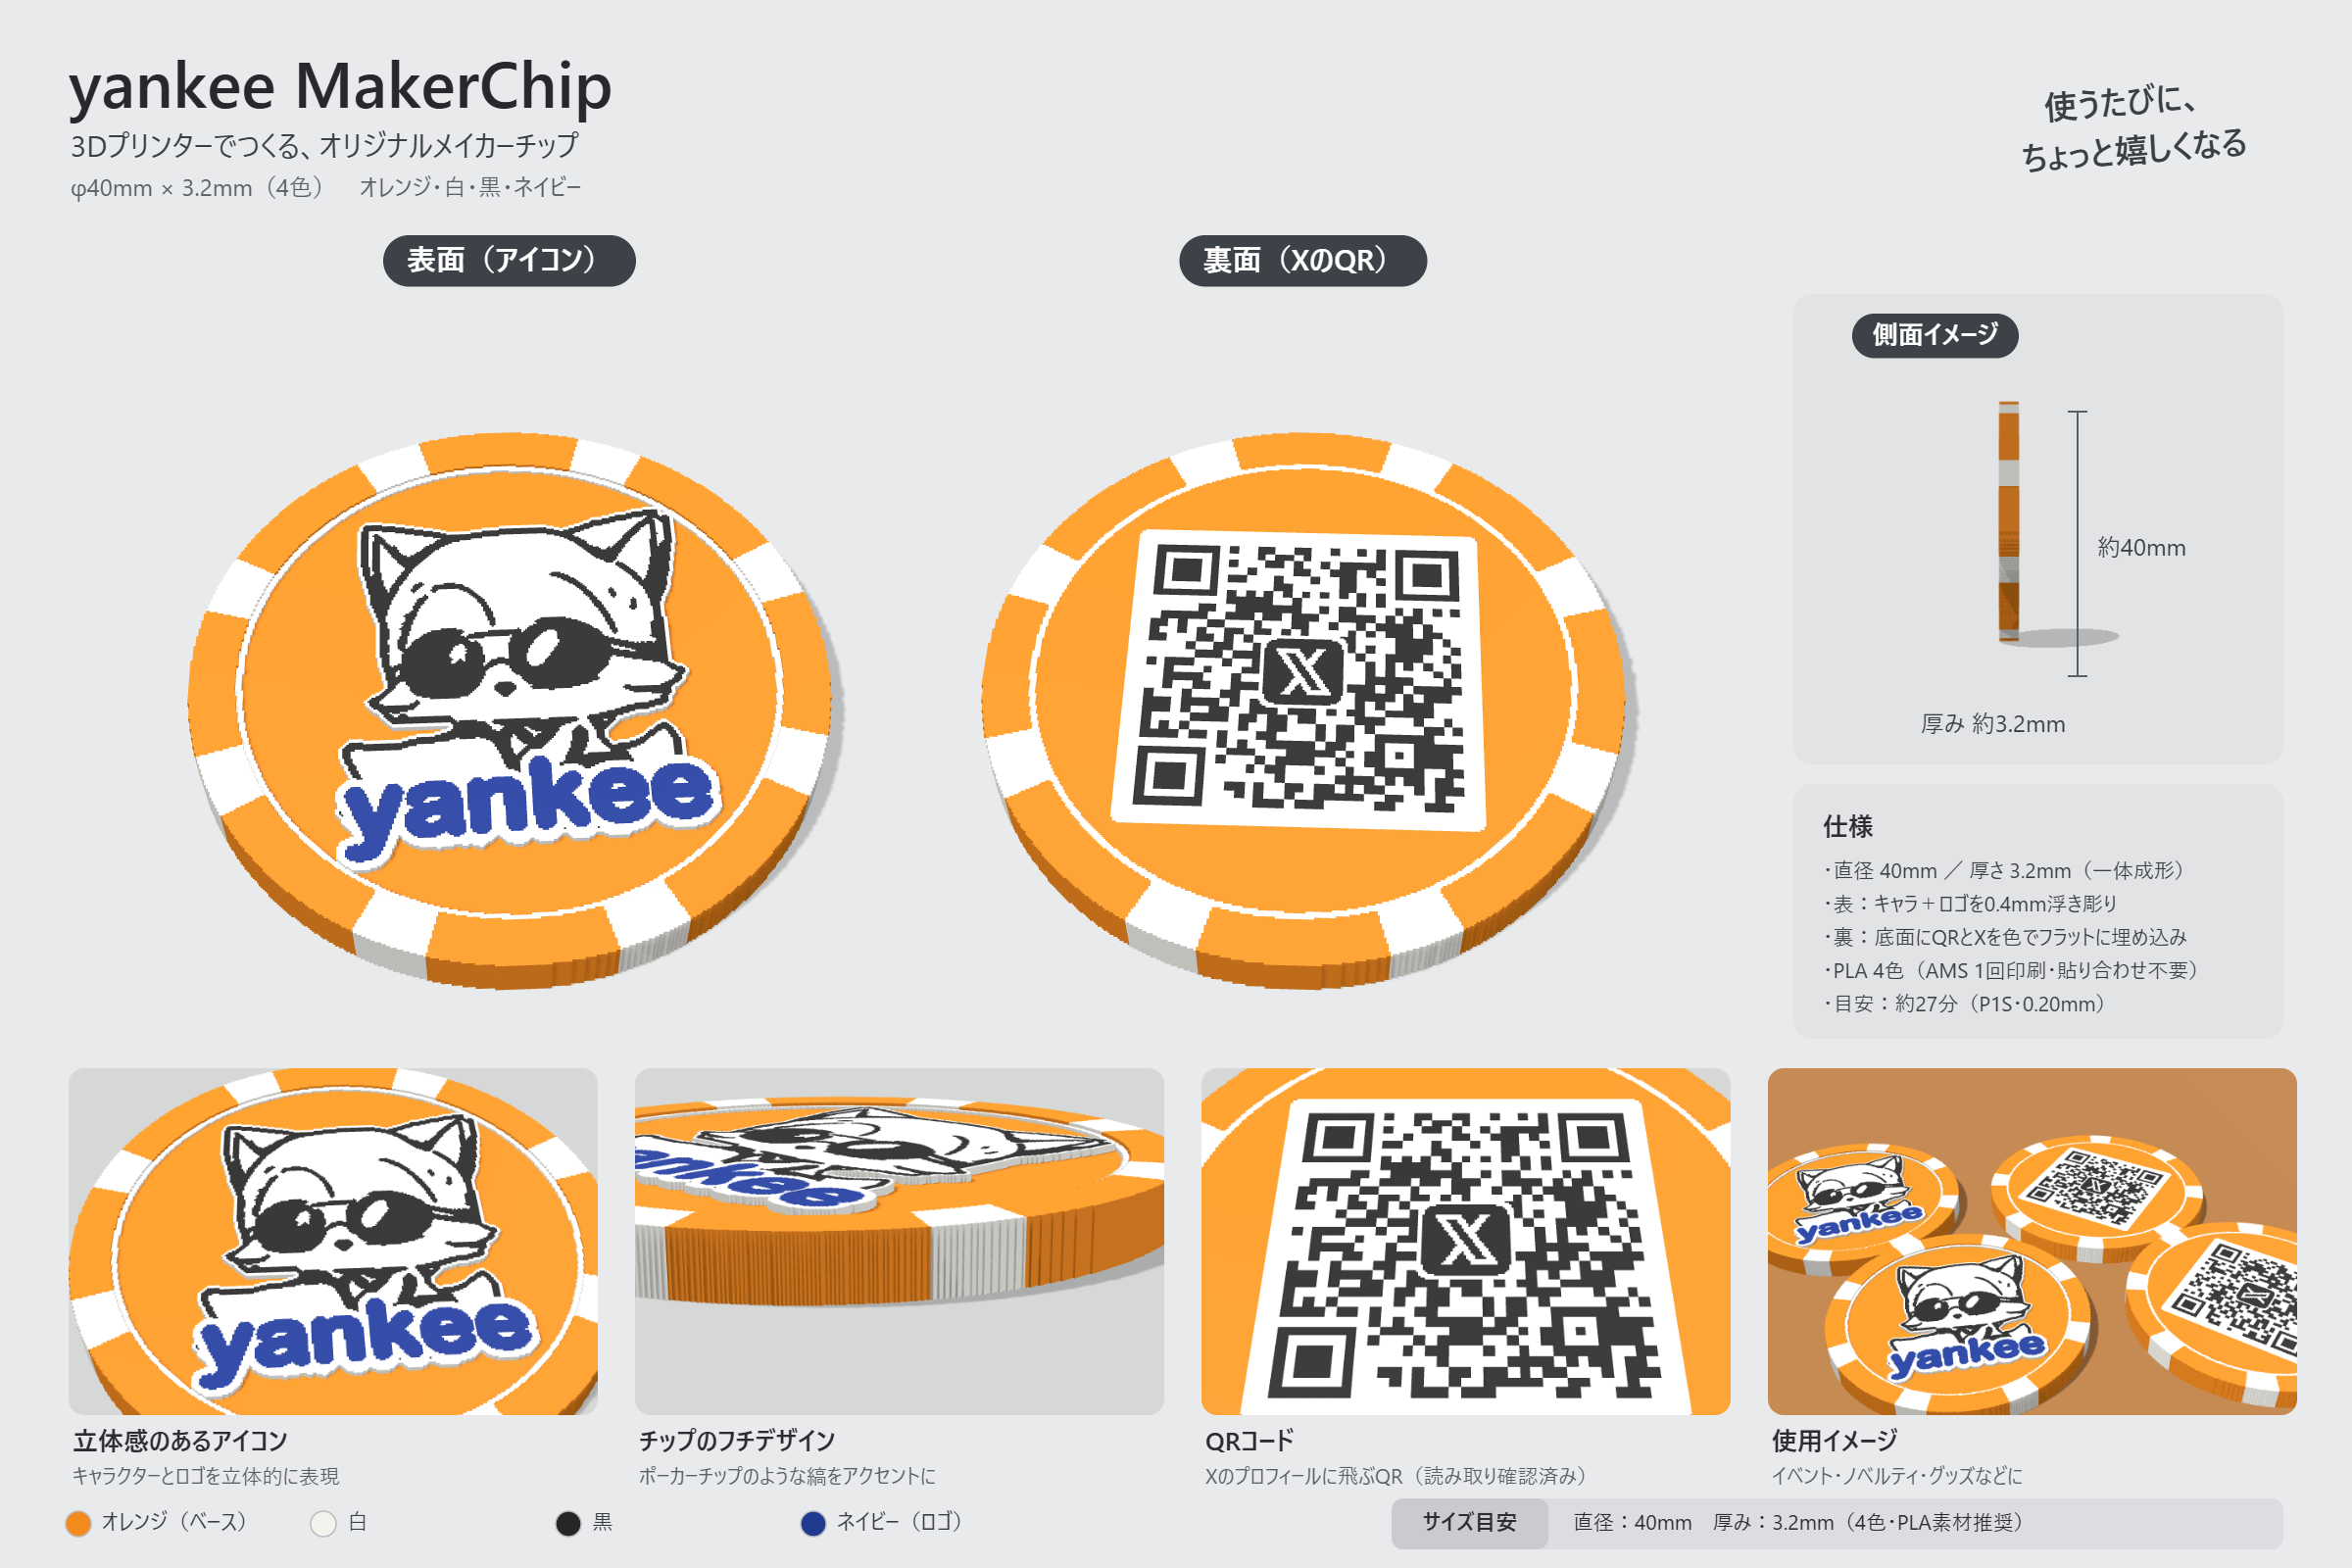 yankee MakerChip
3Dプリンターでつくる、オリジナルメイカーチップ
φ40mm × 3.2mm（4色）　オレンジ・白・黒・ネイビー
使うたびに、
ちょっと嬉しくなる
表面（アイコン）
裏面（XのQR）
側面イメージ
約40mm
厚み 約3.2mm
yankee
X
仕様
・直径 40mm ／ 厚さ 3.2mm（一体成形）
・表：キャラ＋ロゴを0.4mm浮き彫り
・裏：底面にQRとXを色でフラットに埋め込み
・PLA 4色（AMS 1回印刷・貼り合わせ不要）
・目安：約27分（P1S・0.20mm）
yankee
ankee
X
yankee
yankee
立体感のあるアイコン
キャラクターとロゴを立体的に表現
チップのフチデザイン
ポーカーチップのような縞をアクセントに
QRコード
Xのプロフィールに飛ぶQR（読み取り確認済み）
使用イメージ
イベント・ノベルティ・グッズなどに
オレンジ（ベース）
白
黒
ネイビー（ロゴ）
サイズ目安
直径：40mm　厚み：3.2mm（4色・PLA素材推奨）